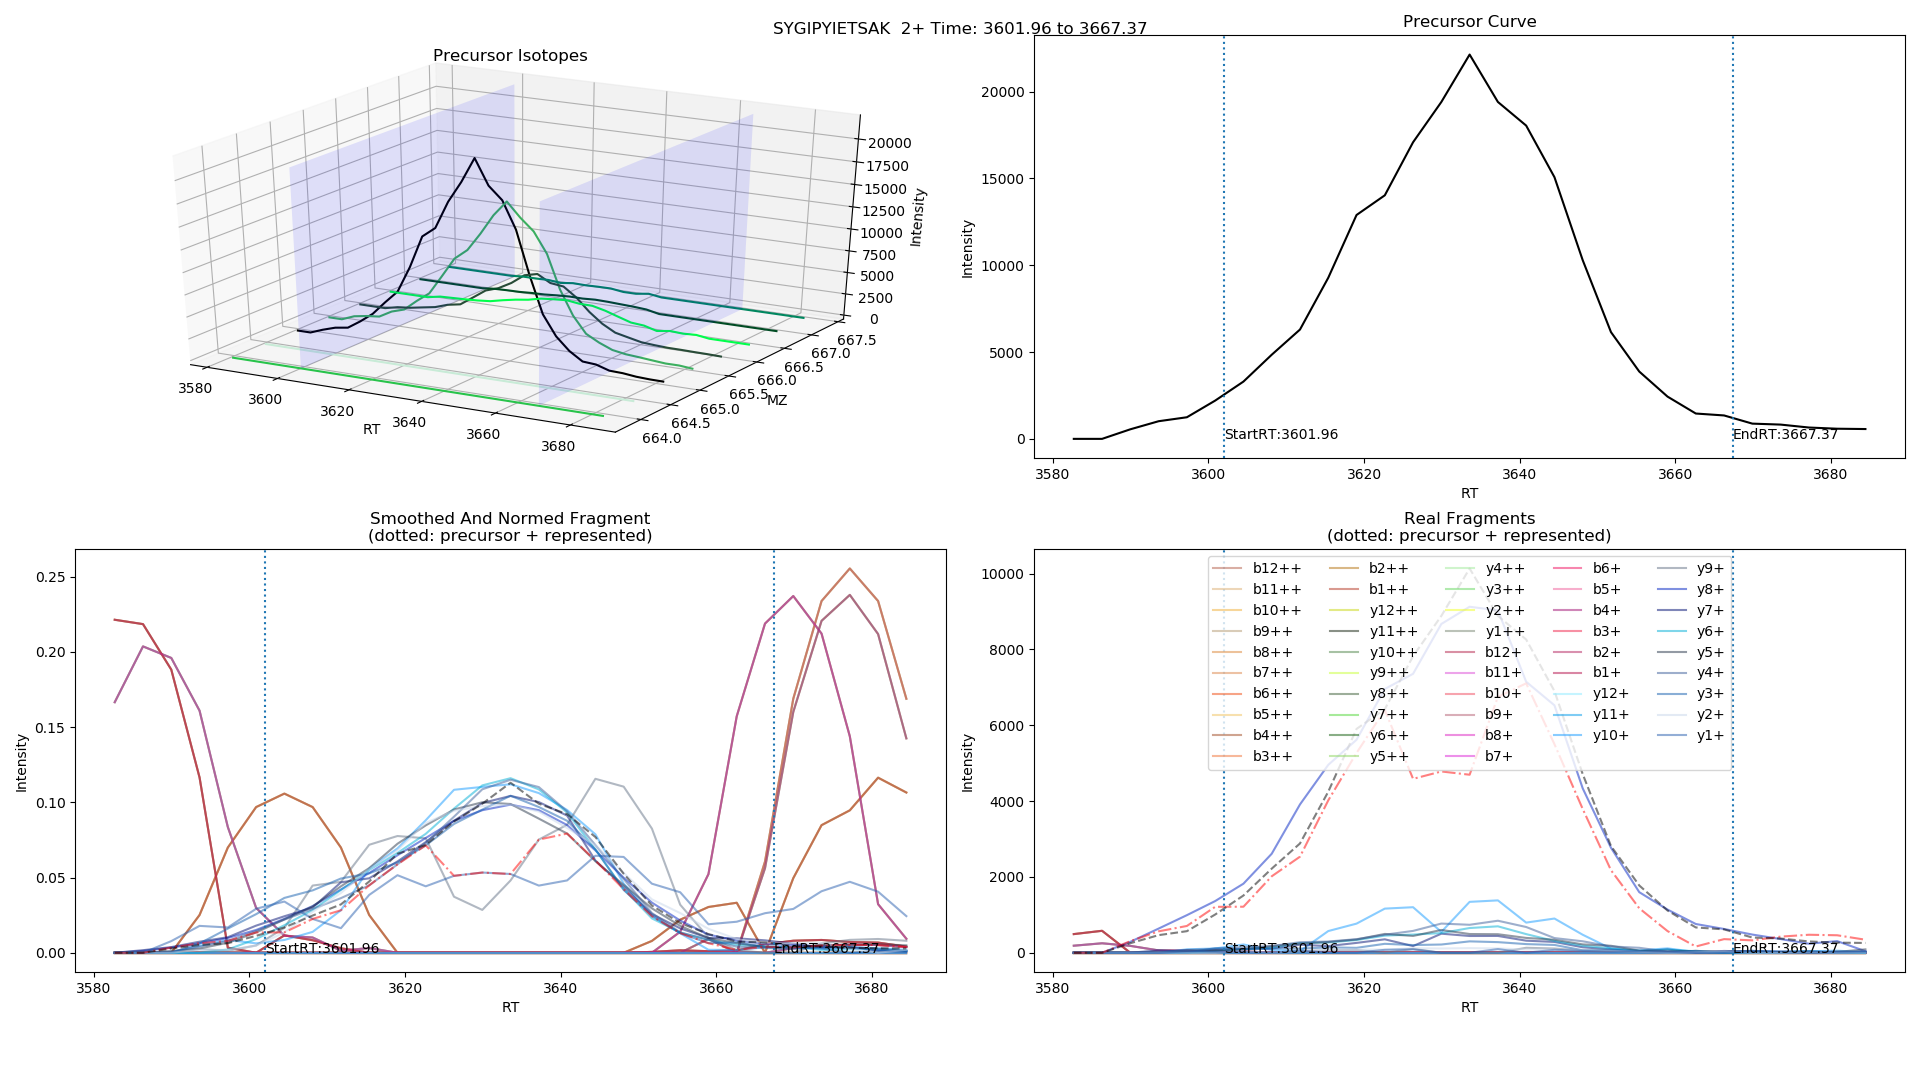 SYGIPYIETSAK  2+ Time: 3601.96 to 3667.37
Precursor Isotopes
20000
17500
15000
12500
10000
7500
5000
2500
0
Intensity
3580
3600
3620
3640
3660
3680
RT
664.0
664.5
665.0
665.5
666.0
666.5
667.0
667.5
MZ
Precursor Curve
20000
15000
10000
5000
0
Intensity
StartRT:3601.96
EndRT:3667.37
3580 3600 3620 3640 3660 3680
RT
Smoothed And Normed Fragment
(dotted: precursor + represented)
0.25
0.20
0.15
0.10
0.05
0.00
Intensity
StartRT:3601.96
EndRT:3667.37
3580 3600 3620 3640 3660 3680
RT
Real Fragments
(dotted: precursor + represented)
10000
8000
6000
4000
2000
0
Intensity
b12++
b11++
b10++
b9++
b8++
b7++
b6++
b5++
b4++
b3++
b2++
b1++
y12++
y11++
y10++
y9++
y8++
y7++
y6++
y5++
y4++
y3++
y2++
y1++
b12+
b11+
b10+
b9+
b8+
b7+
b6+
b5+
b4+
b3+
b2+
b1+
y12+
y11+
y10+
y9+
y8+
y7+
y6+
y5+
y4+
y3+
y2+
y1+
StartRT:3601.96
EndRT:3667.37
3580 3600 3620 3640 3660 3680
RT